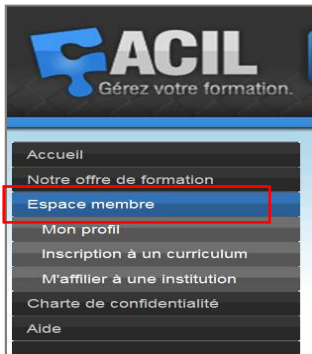 ACIL
Gérez votre formation.
Accueil
Notre offre de formation
Espace membre
Mon profil
Inscription à un curriculum
M'affilier à une institution
Charte de confidentialité
Aide